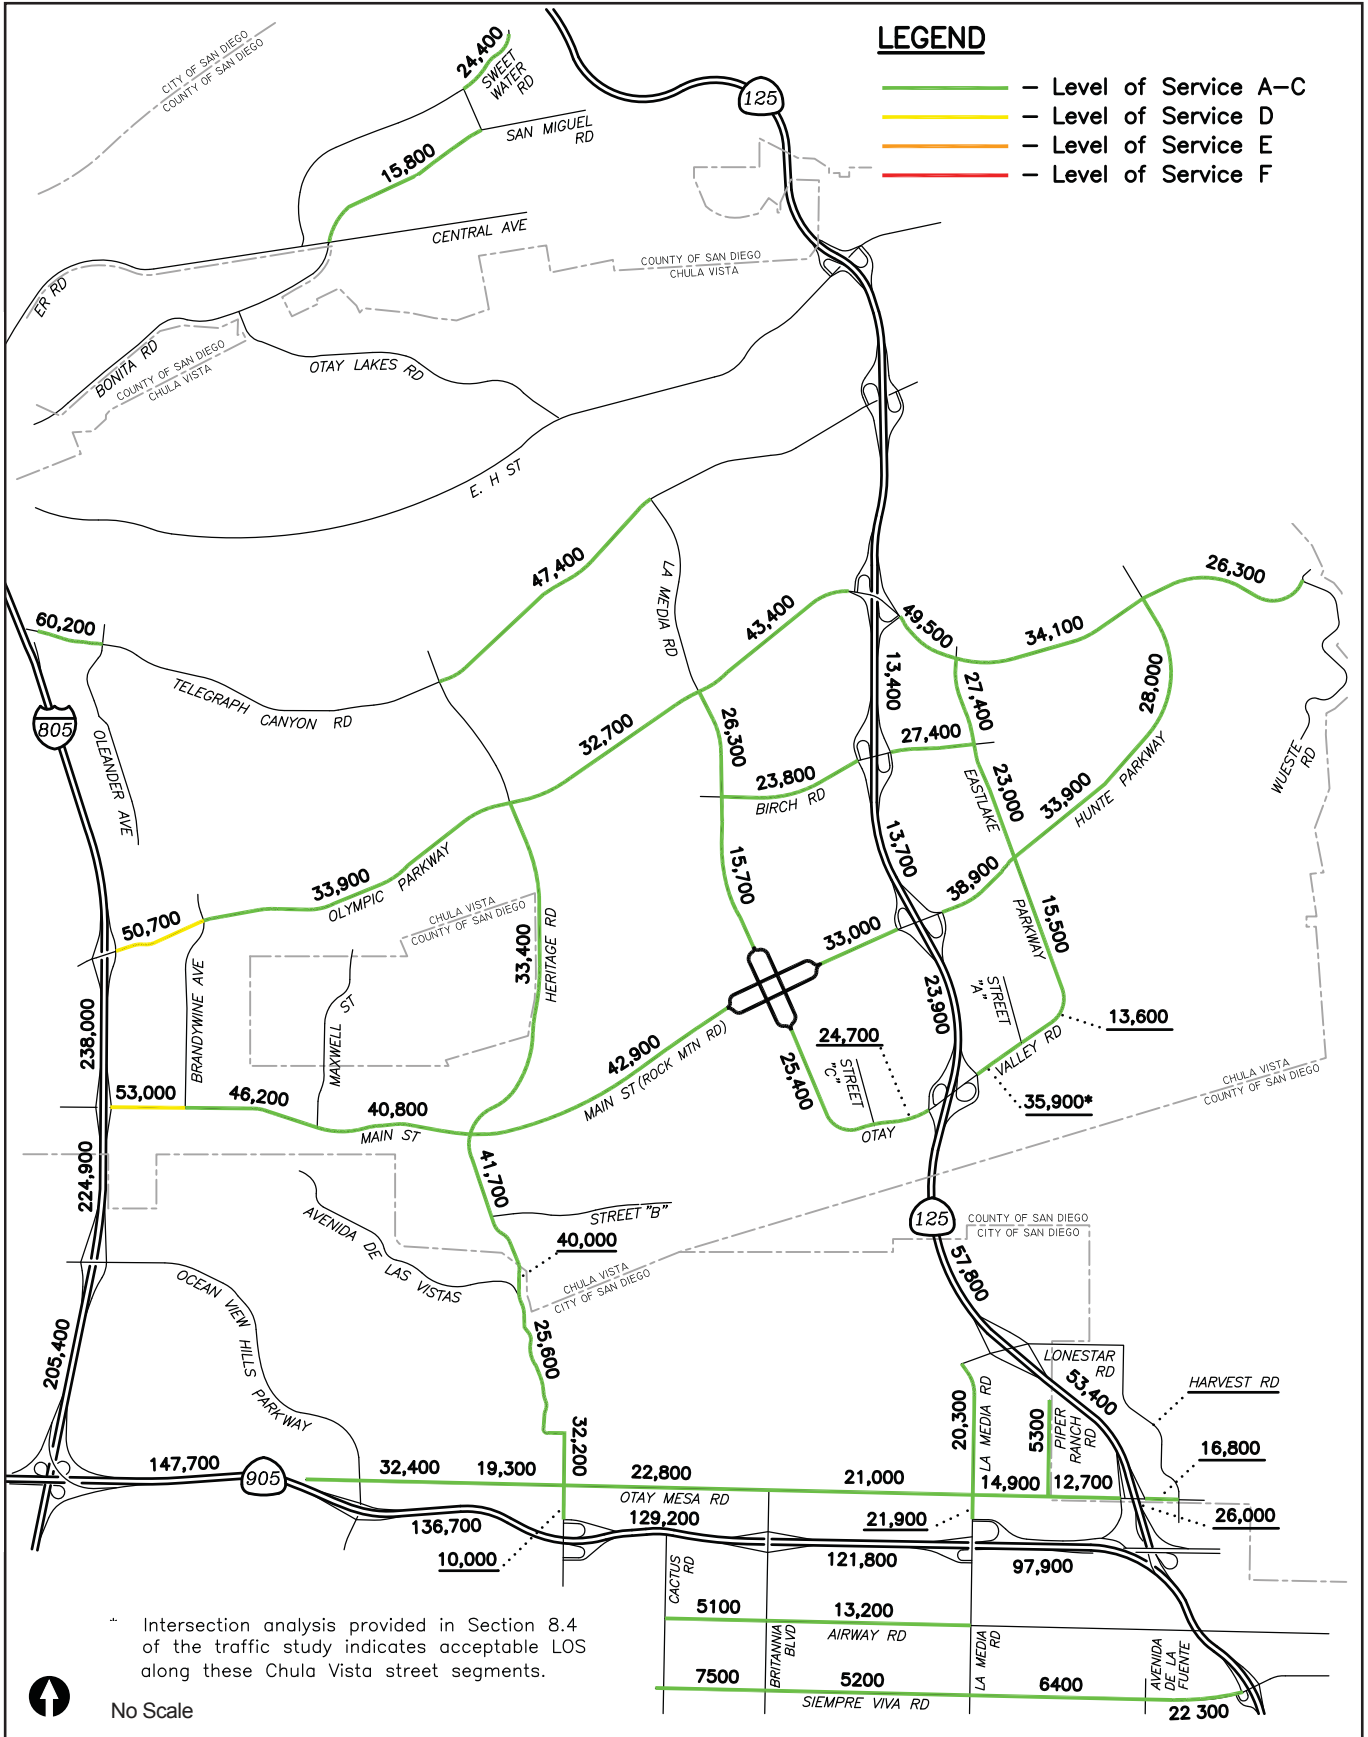 LEGEND
— Level of Service A-C
— Level of Service D
— Level of Service E
— Level of Service F
CITY OF SAN DIEGO
COUNTY OF SAN DIEGO
24,400
SWEET
WATER
RD
125
SAN MIGUEL
RD
15,800
CENTRAL AVE
COUNTY OF SAN DIEGO
CHULA VISTA
ER RD
BONITA RD
COUNTY OF SAN DIEGO
CHULA VISTA
OTAY LAKES RD
E. H ST
47,400
LA MEDIA RD
43,400
49,500
34,100
26,300
60,200
TELEGRAPH CANYON RD
805
OLEANDER AVE
32,700
26,300
13,400
27,400
27,400
28,000
WUESTE
RD
23,800
BIRCH RD
EASTLAKE
23,000
33,900
HUNTE PARKWAY
13,700
15,700
38,900
33,900
OLYMPIC PARKWAY
50,700
CHULA VISTA
COUNTY OF SAN DIEGO
33,400
HERITAGE RD
33,000
PARKWAY
15,500
238,000
BRANDYWINE AVE
MAXWELL ST
23,900
STREET
"A"
13,600
24,700
42,900
MAIN ST (ROCK MTN RD)
25,400
STREET
"C"
VALLEY RD
35,900*
CHULA VISTA
COUNTY OF SAN DIEGO
53,000
46,200
40,800
MAIN ST
OTAY
224,900
41,700
STREET "B"
AVENIDA DE LAS VISTAS
40,000
125
COUNTY OF SAN DIEGO
CITY OF SAN DIEGO
57,800
CHULA VISTA
CITY OF SAN DIEGO
OCEAN VIEW HILLS PARKWAY
205,400
25,600
LONESTAR
RD
53,400
HARVEST RD
20,300
LA MEDIA RD
5300
PIPER
RANCH
RD
32,200
16,800
147,700
905
32,400
19,300
22,800
21,000
14,900
12,700
OTAY MESA RD
136,700
129,200
21,900
26,000
10,000
121,800
97,900
CACTUS
RD
5100
13,200
AIRWAY RD
BRITANNIA
BLVD
LA MEDIA
RD
AVENIDA
DE LA
FUENTE
7500
5200
6400
SIEMPRE VIVA RD
22 300
* Intersection analysis provided in Section 8.4
of the traffic study indicates acceptable LOS
along these Chula Vista street segments.
No Scale